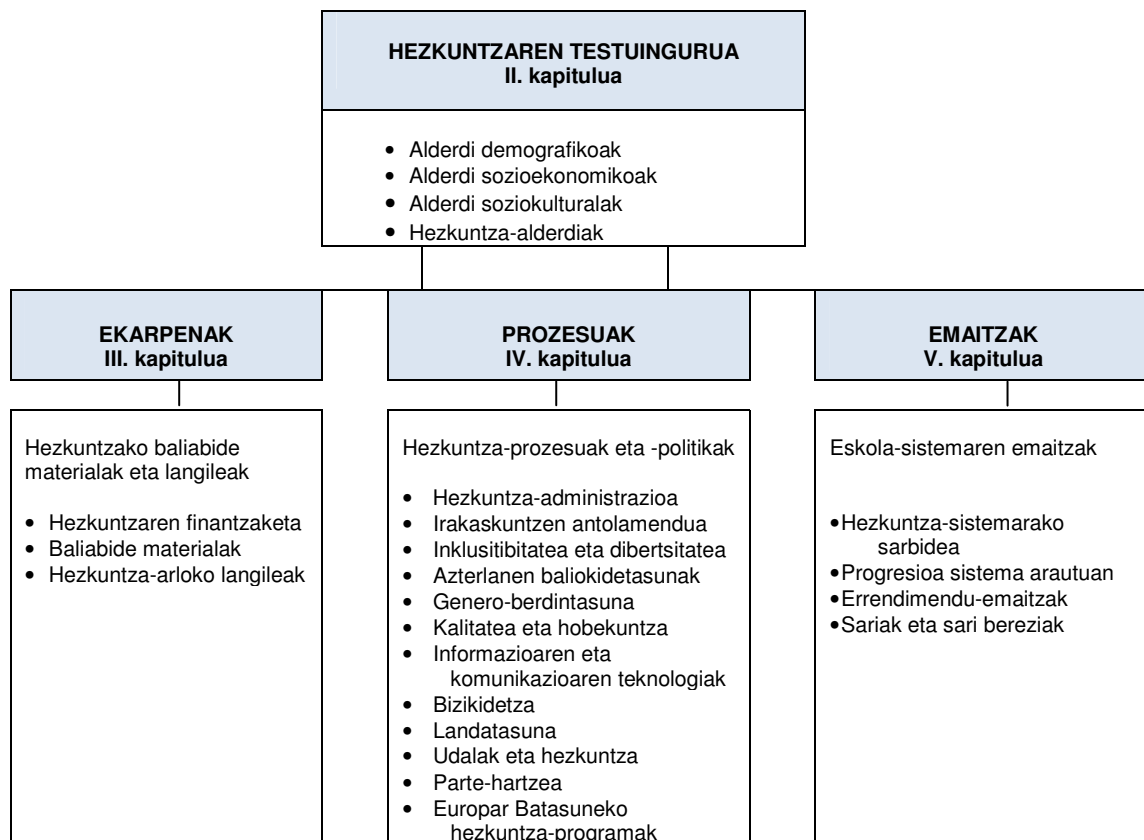 HEZKUNTZAREN TESTUINGURUA
II. kapitulua
• Alderdi demografikoak
• Alderdi sozioekonomikoak
• Alderdi soziokulturalak
• Hezkuntza-alderdiak
EKARPENAK
III. kapitulua
Hezkuntzako baliabide
materialak eta langileak
• Hezkuntzaren finantzaketa
• Baliabide materialak
• Hezkuntza-arloko langileak
PROZESUAK
IV. kapitulua
Hezkuntza-prozesuak eta -politikak
• Hezkuntza-administrazioa
• Irakaskuntzen antolamendua
• Inklusitibitatea eta dibertsitatea
• Azterlanen baliokidetasunak
• Genero-berdintasuna
• Kalitatea eta hobekuntza
• Informazioaren eta
komunikazioaren teknologiak
• Bizikidetza
• Landatasuna
• Udalak eta hezkuntza
• Parte-hartzea
• Europar Batasuneko
hezkuntza-programak
EMAITZAK
V. kapitulua
Eskola-sistemaren emaitzak
•Hezkuntza-sistemarako
sarbidea
•Progresioa sistema arautuan
•Errendimendu-emaitzak
•Sariak eta sari bereziak